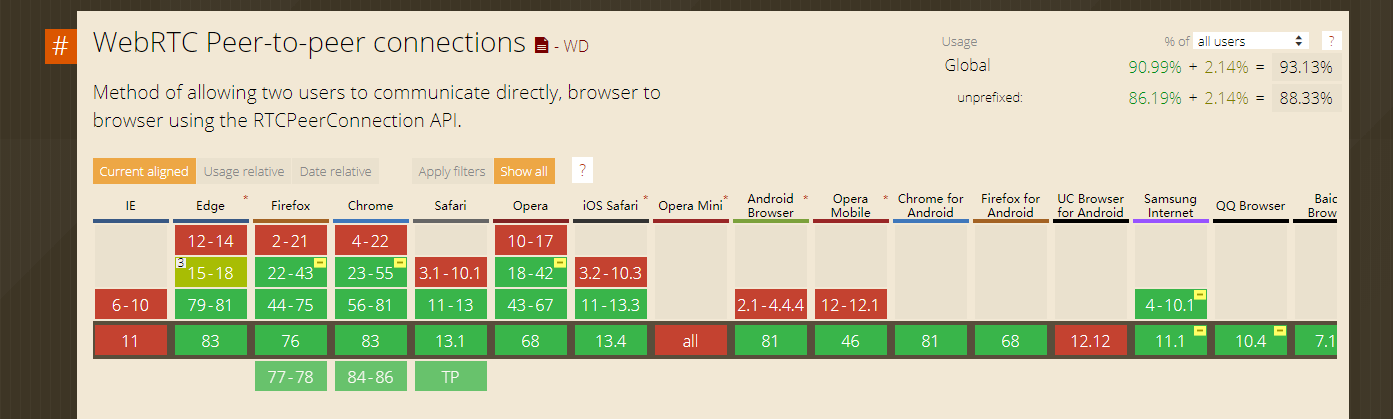 #
WebRTC Peer-to-peer connections - WD
Usage % of all users ?
Global 90.99% + 2.14% = 93.13%
unprefixed: 86.19% + 2.14% = 88.33%
Method of allowing two users to communicate directly, browser to
browser using the RTCPeerConnection API.
Current aligned Usage relative Date relative Apply filters Show all ?
IE Edge * Firefox Chrome Safari Opera iOS Safari * Opera Mini * Android Browser * Opera Mobile * Chrome for Android Firefox for Android UC Browser for Android Samsung Internet QQ Browser Baid Brow
12-14 2-21 4-22 10-17
3 15-18 22-43 23-55 3.1-10.1 18-42 3.2-10.3
6-10 79-81 44-75 56-81 11-13 43-67 11-13.3 2.1-4.4.4 12-12.1 4-10.1
11 83 76 83 13.1 68 13.4 all 81 46 81 68 12.12 11.1 10.4 7.1
77-78 84-86 TP